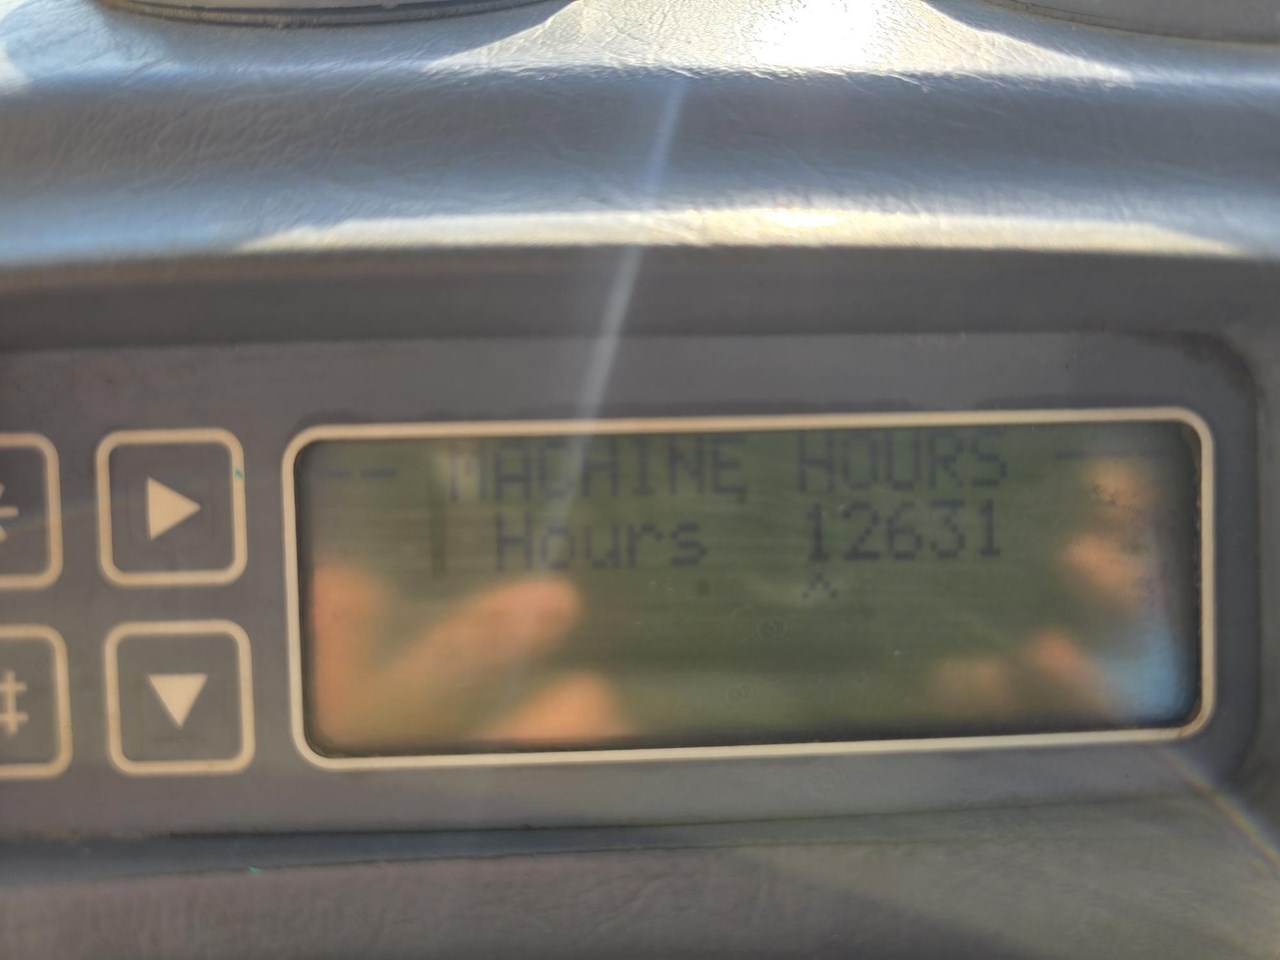 -- MACHINE HOURS --
Hours 12631
^
#